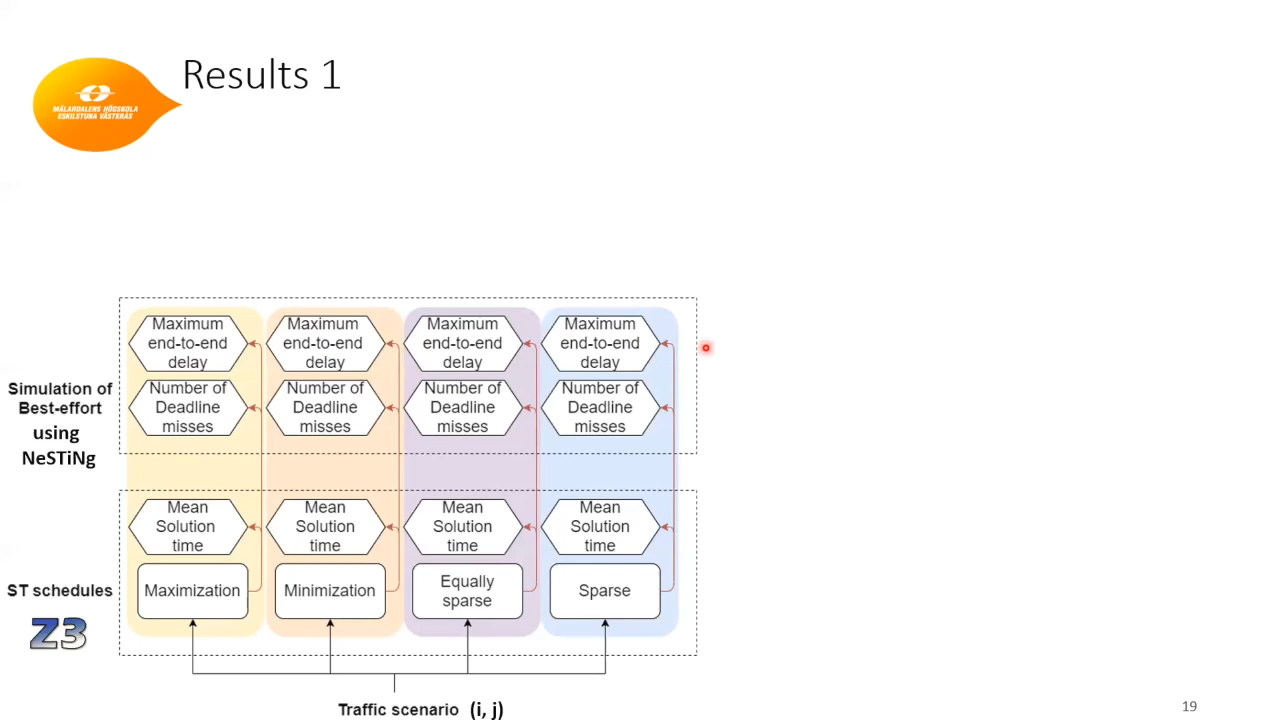 Results 1
MÄLARDALENS HÖGSKOLA
ESKILSTUNA VÄSTERÅS
Maximum
end-to-end
delay
Maximum
end-to-end
delay
Maximum
end-to-end
delay
Maximum
end-to-end
delay
Simulation of
Best-effort
using
NeSTiNg
Number of
Deadline
misses
Number of
Deadline
misses
Number of
Deadline
misses
Number of
Deadline
misses
Mean
Solution
time
Mean
Solution
time
Mean
Solution
time
Mean
Solution
time
ST schedules
Z3
Maximization
Minimization
Equally
sparse
Sparse
Traffic scenario (i, j)
19